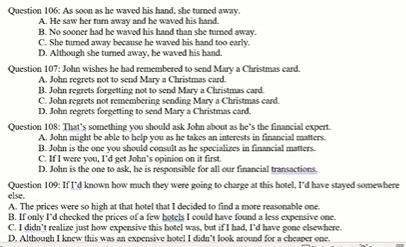 Question 106: As soon as he waved his hand, she turned away.
A. He saw her turn away and he waved his hand.
B. No sooner had he waved his hand than she turned away.
C. She turned away because he waved his hand too early.
D. Although she turned away, he waved his hand.
Question 107: John wishes he had remembered to send Mary a Christmas card.
A. John regrets not to send Mary a Christmas card.
B. John regrets forgetting not to send Mary a Christmas card.
C. John regrets not remembering sending Mary a Christmas card.
D. John regrets forgetting to send Mary a Christmas card.
Question 108: That's something you should ask John about as he's the financial expert.
A. John might be able to help you as he takes an interests in financial matters.
B. John is the one you should consult as he specializes in financial matters.
C. If I were you, I'd get John's opinion on it first.
D. John is the one to ask, he is responsible for all our financial transactions.
Question 109: If I'd known how much they were going to charge at this hotel, I'd have stayed somewhere
else.
A. The prices were so high at that hotel that I decided to find a more reasonable one.
B. If only I'd checked the prices of a few hotels I could have found a less expensive one.
C. I didn't realize just how expensive this hotel was, but if I had, I'd have gone elsewhere.
D. Although I knew this was an expensive hotel I didn't look around for a cheaper one.